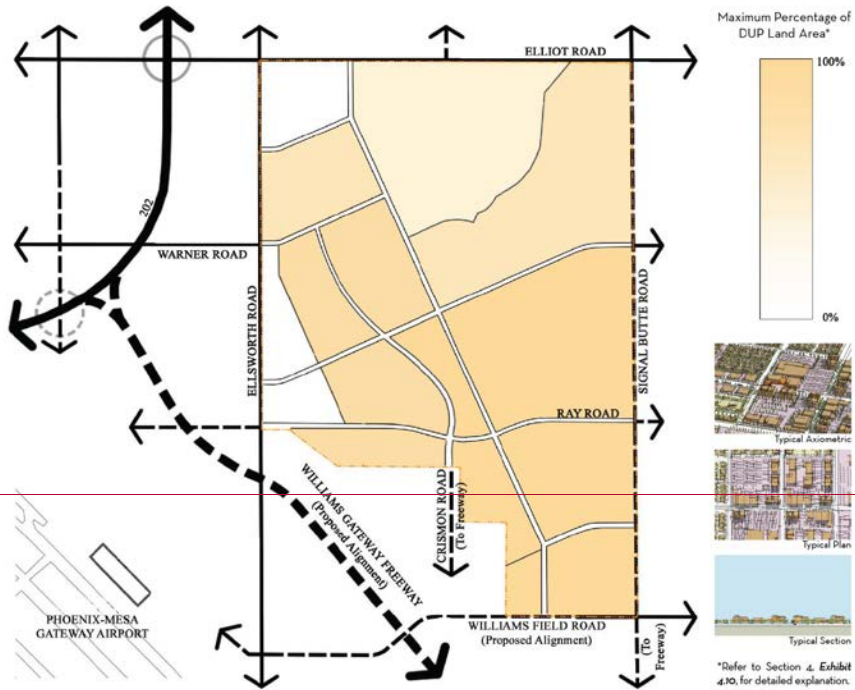 Maximum Percentage of
DUP Land Area*
100%
0%
ELLIOT ROAD
202
WARNER ROAD
ELLSWORTH ROAD
SIGNAL BUTTE ROAD
RAY ROAD
CRISMON ROAD
(To Freeway)
WILLIAMS GATEWAY FREEWAY
(Proposed Alignment)
PHOENIX-MESA
GATEWAY AIRPORT
WILLIAMS FIELD ROAD
(Proposed Alignment)
(To
Freeway)
Typical Axiometric
Typical Plan
Typical Section
*Refer to Section 4, Exhibit
4.10, for detailed explanation.